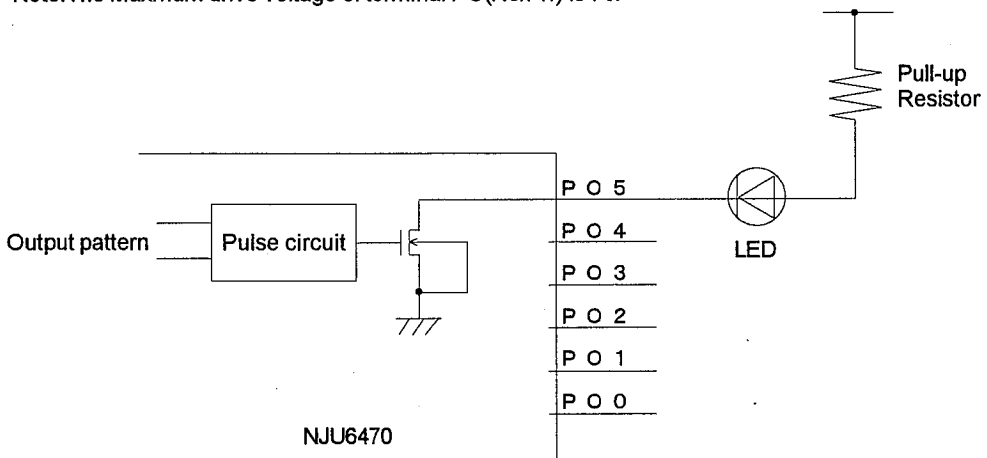 Pull-up
Resistor
P O 5
P O 4
P O 3
P O 2
P O 1
P O 0
Output pattern
Pulse circuit
LED
NJU6470